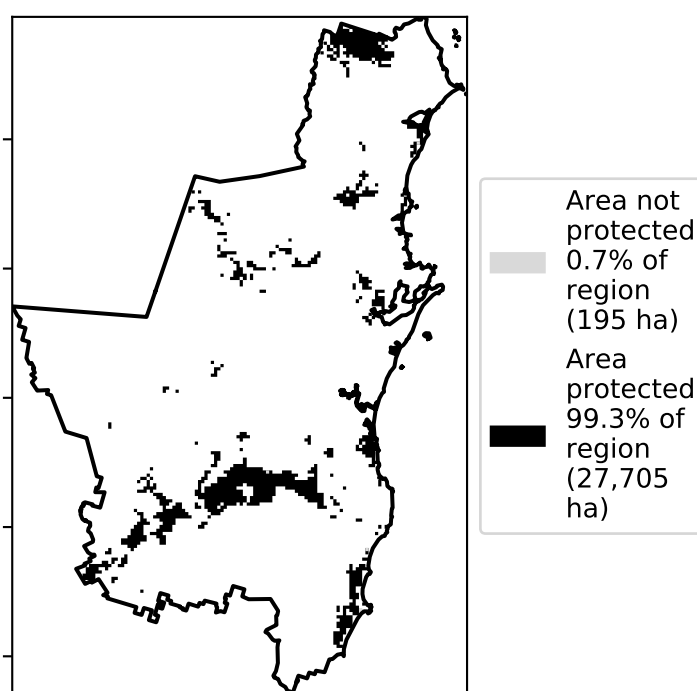 Area not
protected
0.7% of
region
(195 ha)
Area
protected
99.3% of
region
(27,705
ha)